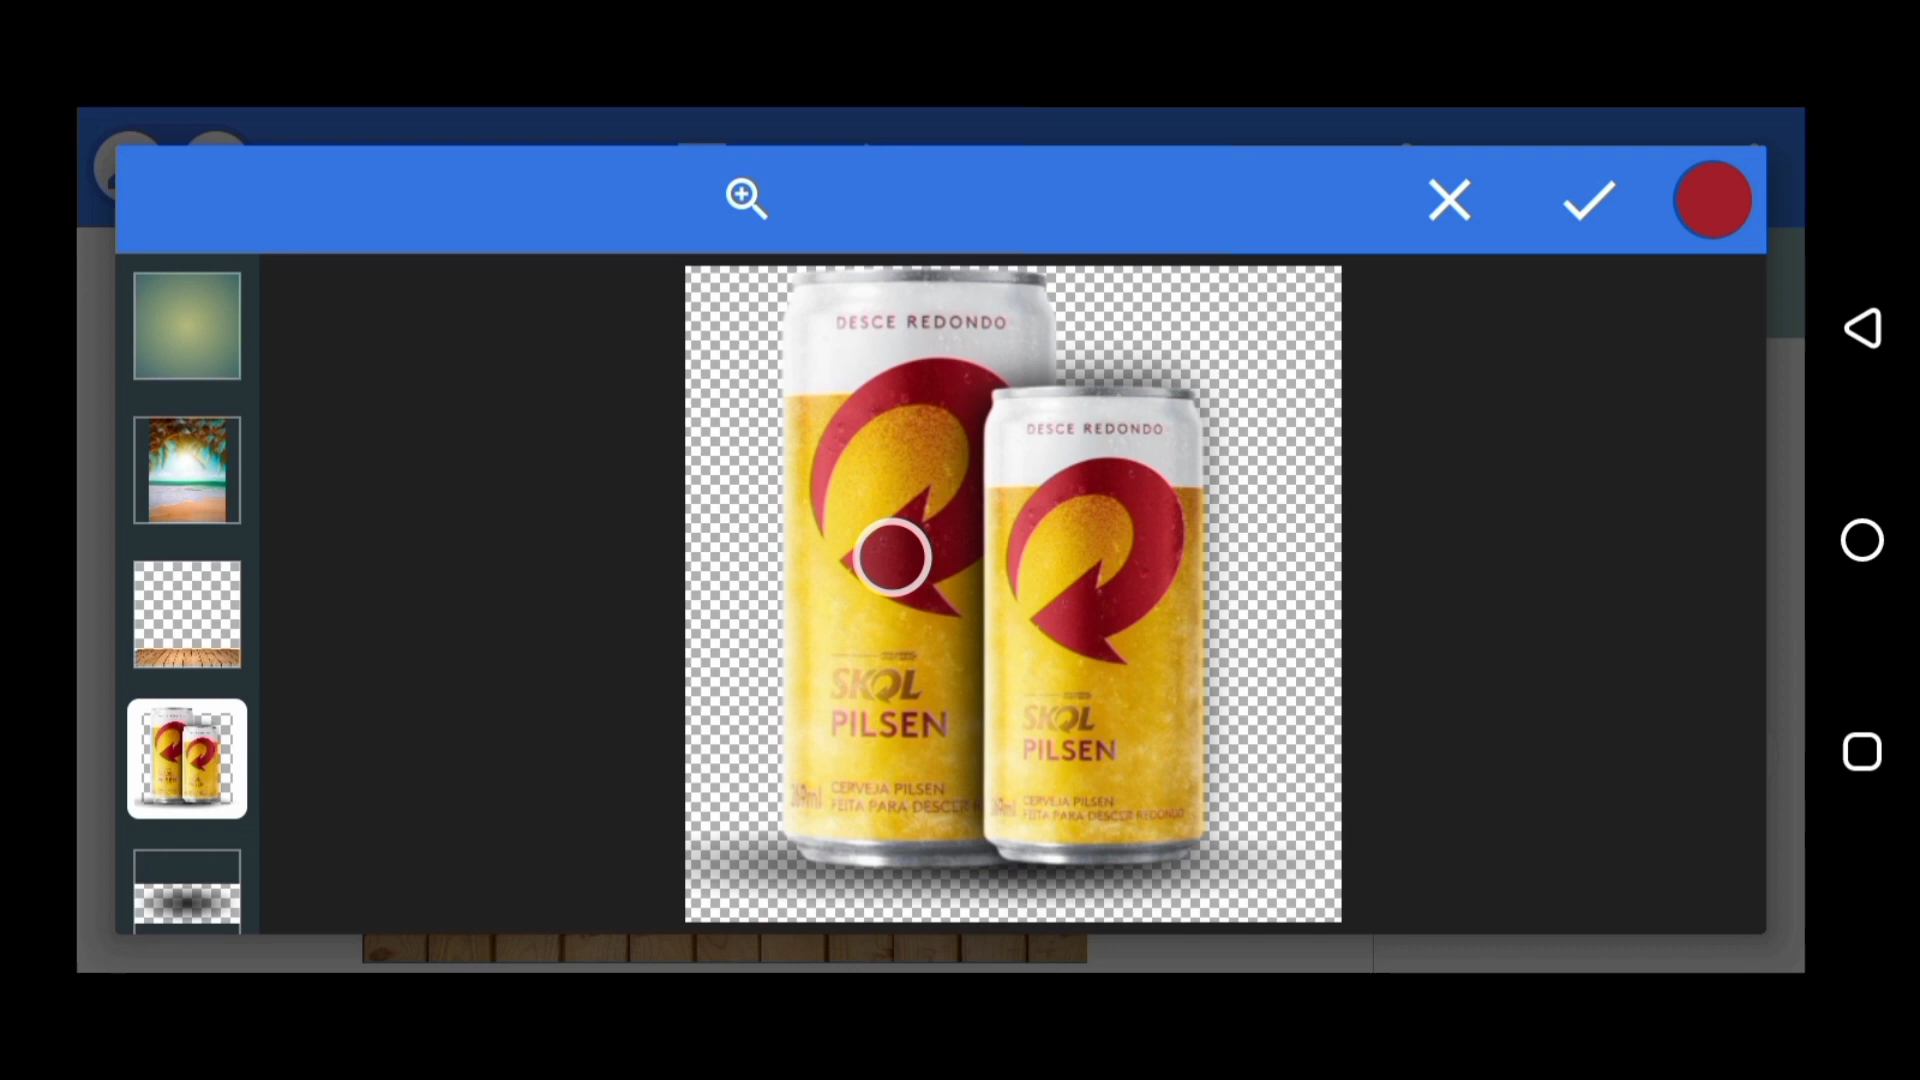 DESCE REDONDO
DESCE REDONDO
SKOL
PILSEN
SKOL
PILSEN
269ml
CERVEJA PILSEN
FEITA PARA DESCER
CERVEJA PILSEN
FEITA PARA DESCER REDONDO